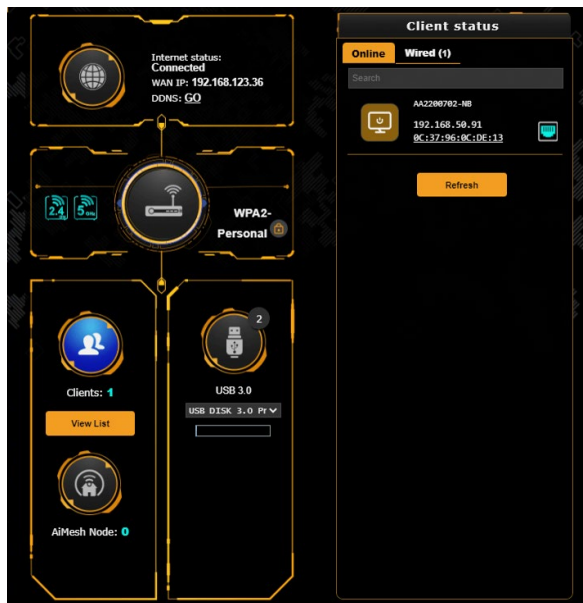 Internet status:
Connected
WAN IP: 192.168.123.36
DDNS: GO
2.4
GHz
5 GHz
WPA2-
Personal
Clients: 1
View List
AiMesh Node: 0
2
USB 3.0
USB DISK 3.0 Pr
Client status
Online
Wired (1)
Search
AA2200702-NB
192.168.50.91
0C:37:96:0C:DE:13
Refresh